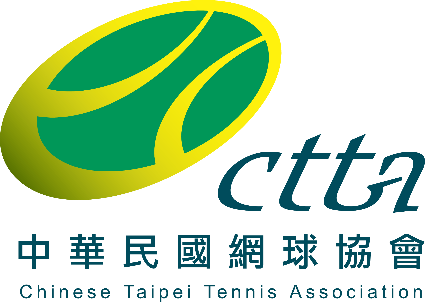 ctta
中華民國網球協會
Chinese Taipei Tennis Association